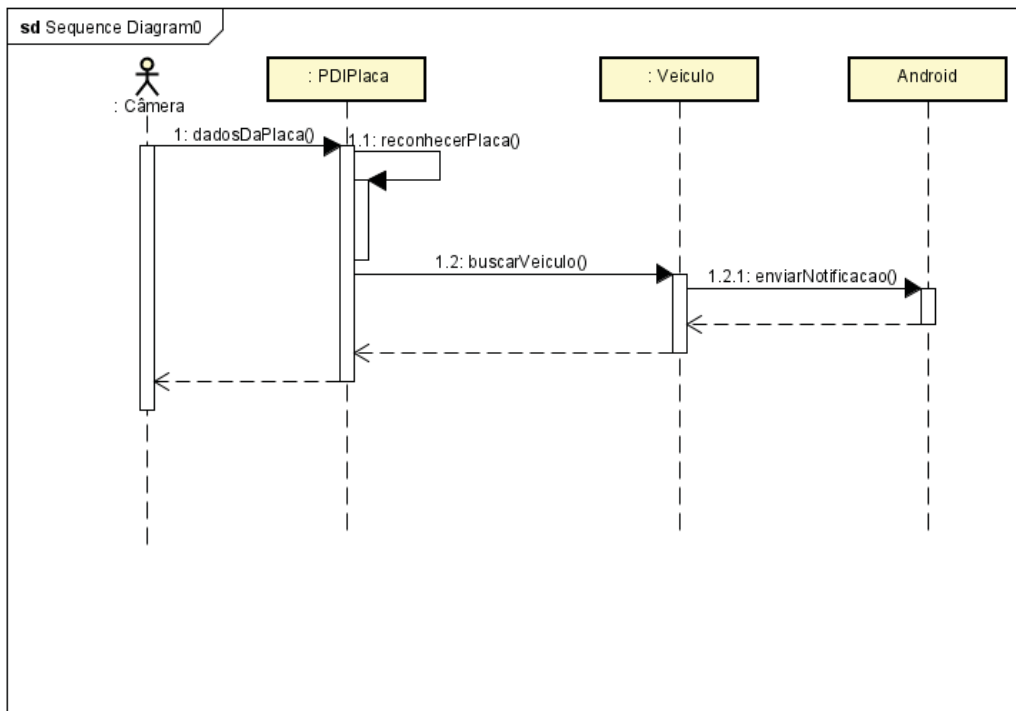 sd Sequence Diagram0
: Câmera
: PDIPlaca
: Veiculo
Android
1: dadosDaPlaca()
1.1: reconhecerPlaca()
1.2: buscarVeiculo()
1.2.1: enviarNotificacao()